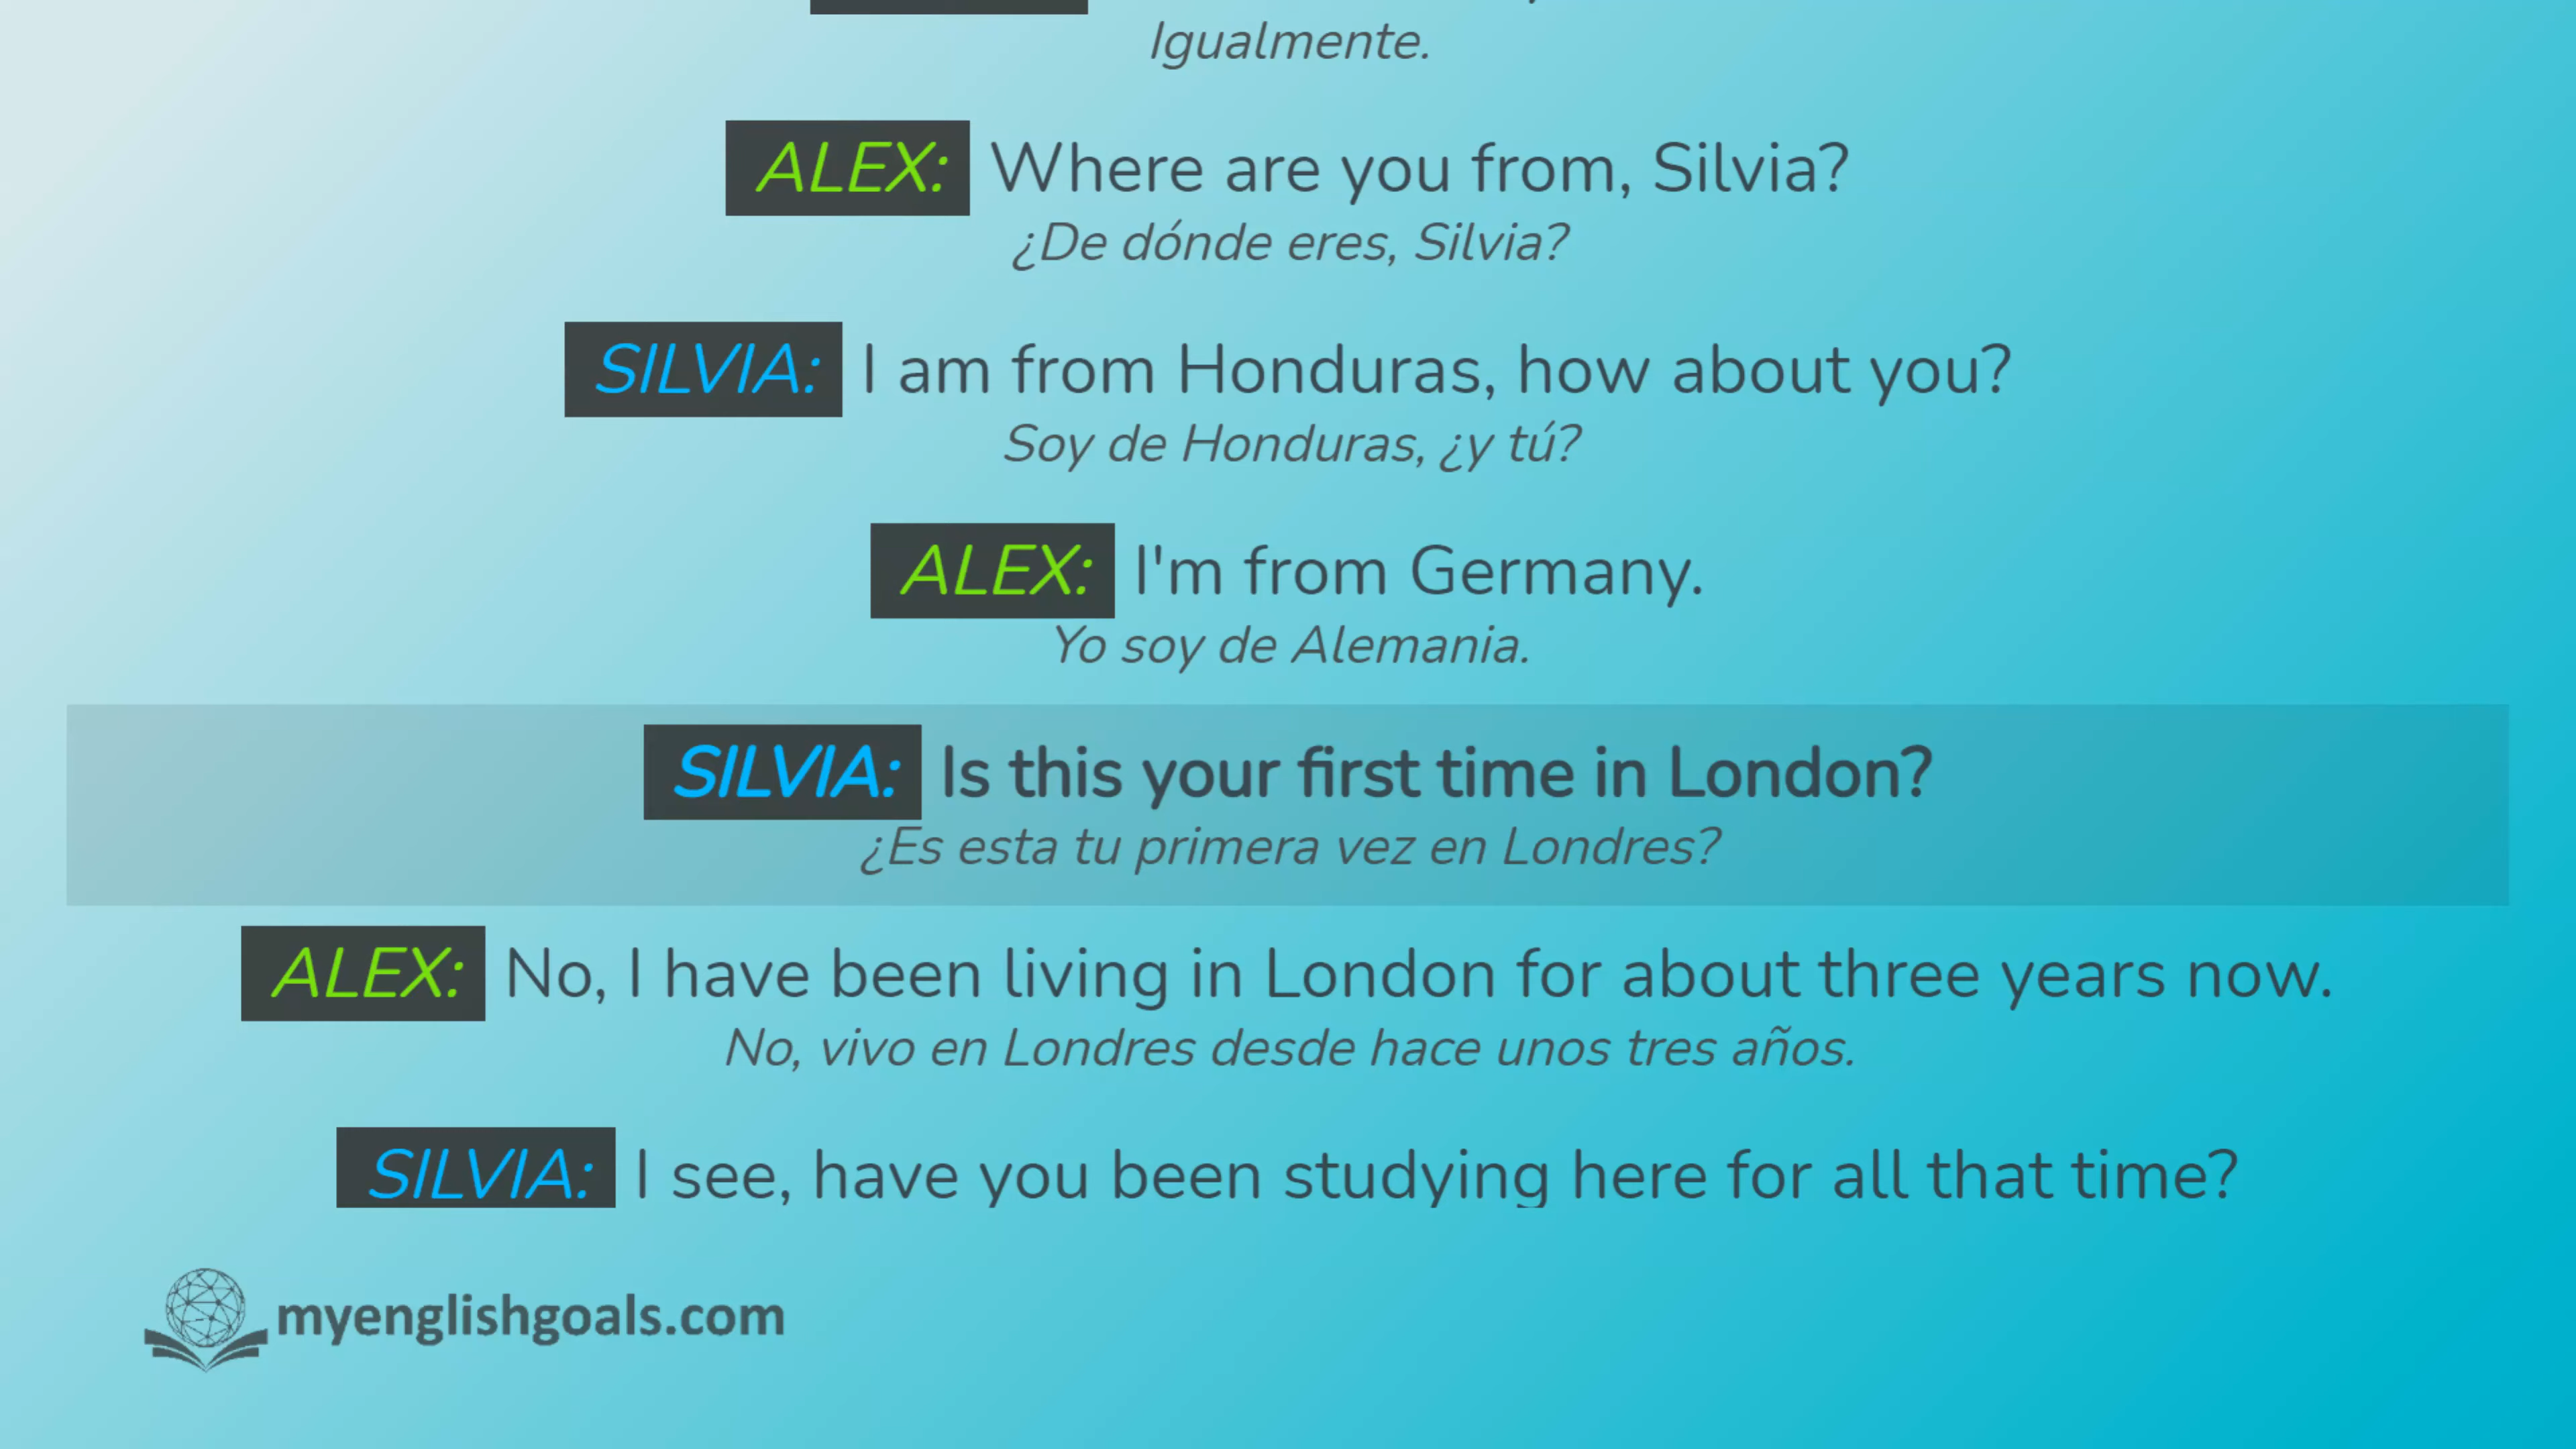 Igualmente.
ALEX: Where are you from, Silvia?
¿De dónde eres, Silvia?
SILVIA: I am from Honduras, how about you?
Soy de Honduras, ¿y tú?
ALEX: I'm from Germany.
Yo soy de Alemania.
SILVIA: Is this your first time in London?
¿Es esta tu primera vez en Londres?
ALEX: No, I have been living in London for about three years now.
No, vivo en Londres desde hace unos tres años.
SILVIA: I see, have you been studying here for all that time?
myenglishgoals.com